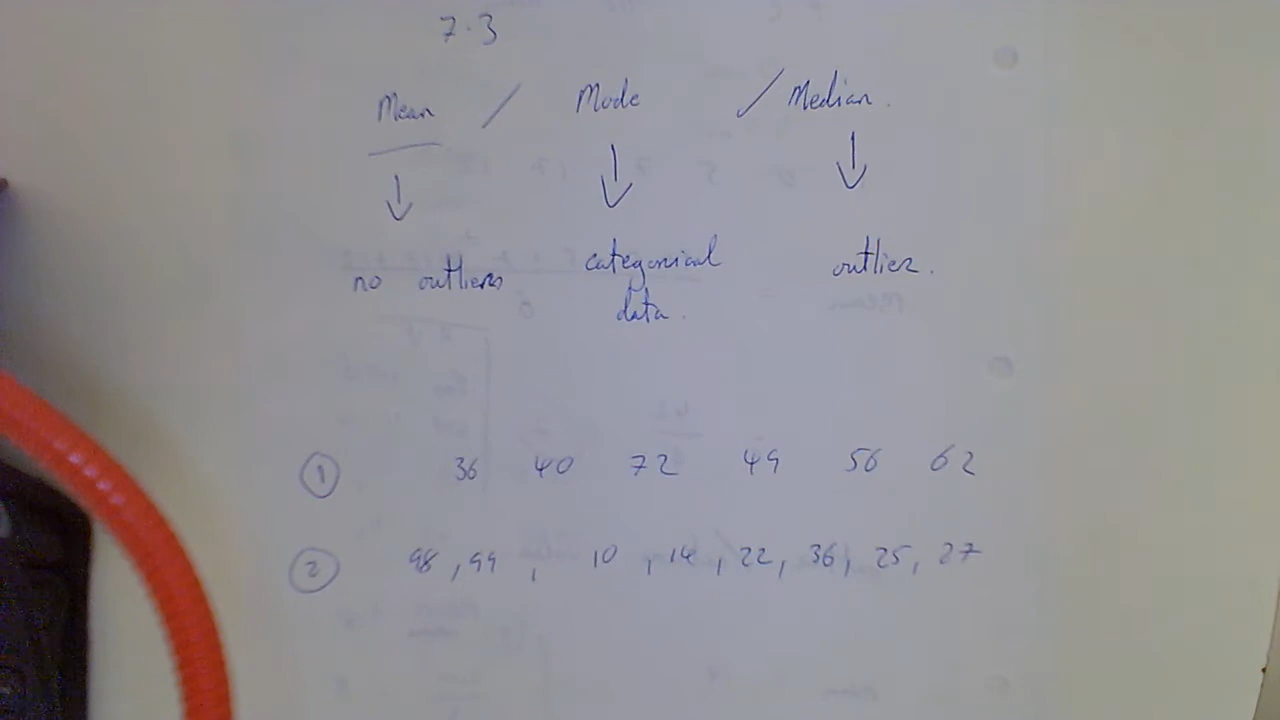 7.3
Mean / Mode / Median.
no outliers categorical data. outlier.
① 36 40 72 49 56 62
② 98, 99, 10, 14, 22, 36, 25, 27